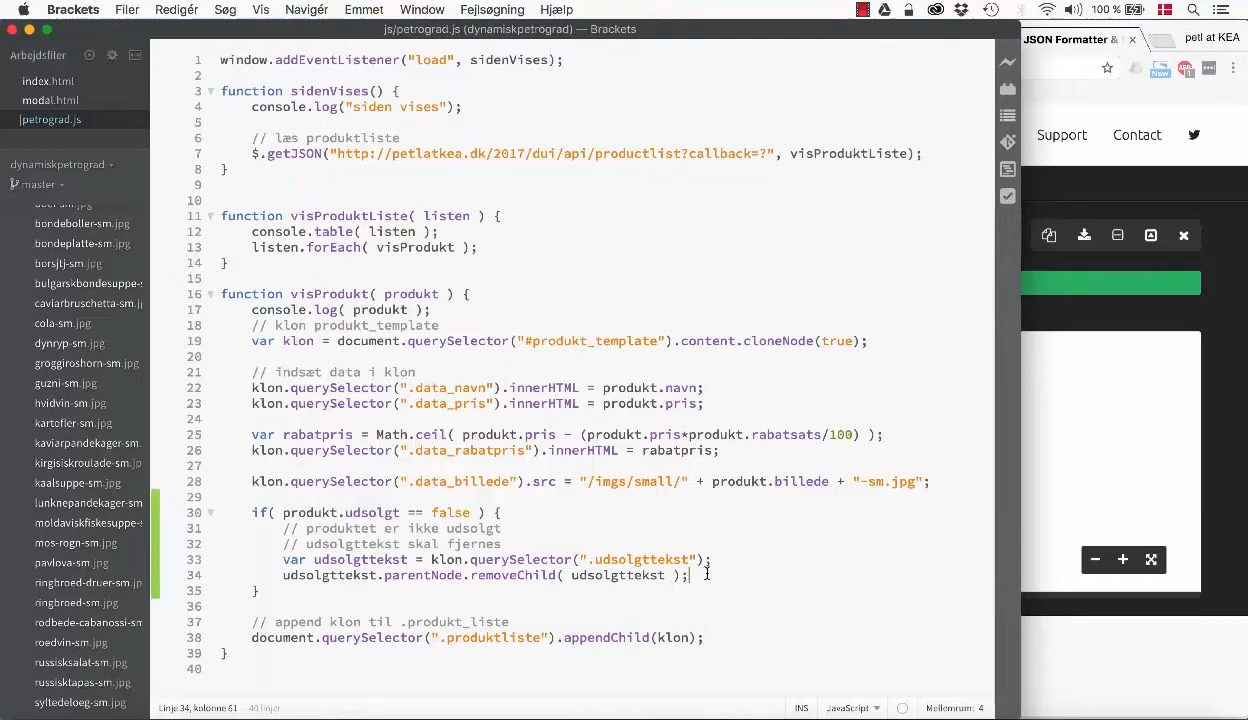 Brackets Filer Redigér Søg Vis Navigér Emmet Window Fejlsøgning Hjælp 100 %
js/petrograd.js (dynamiskpetrograd) — Brackets
Arbejdsfiler
index.html
modal.html
petrograd.js
dynamiskpetrograd
master
bondeboller-sm.jpg
bondeplatte-sm.jpg
borsjtj-sm.jpg
bulgarskbondesuppe-
caviarbruschetta-sm.j
cola-sm.jpg
dynryp-sm.jpg
groggiroshorn-sm.jpg
guzni-sm.jpg
hvidvin-sm.jpg
kartofler-sm.jpg
kaviarpandekager-sm.
kirgisiskroulade-sm.jp
kaalsuppe-sm.jpg
lunknepandekager-sm
moldaviskfiskesuppe-s
mos-rogn-sm.jpg
pavlova-sm.jpg
ringbroed-druer-sm.jp
ringbroed-sm.jpg
rodbede-cabanossi-sm
roedvin-sm.jpg
russisksalat-sm.jpg
russisktapas-sm.jpg
syltedeloeg-sm.jpg
1 window.addEventListener("load", sidenVises);
2
3 function sidenVises() {
4 console.log("siden vises");
5
6 // læs produktliste
7 $.getJSON("http://petlatkea.dk/2017/dui/api/productlist?callback=?", visProduktListe);
8 }
9
10
11 function visProduktListe( listen ) {
12 console.table( listen );
13 listen.forEach( visProdukt );
14 }
15
16 function visProdukt( produkt ) {
17 console.log( produkt );
18 // klon produkt_template
19 var klon = document.querySelector("#produkt_template").content.cloneNode(true);
20
21 // indsæt data i klon
22 klon.querySelector(".data_navn").innerHTML = produkt.navn;
23 klon.querySelector(".data_pris").innerHTML = produkt.pris;
24
25 var rabatpris = Math.ceil( produkt.pris - (produkt.pris*produkt.rabatsats/100) );
26 klon.querySelector(".data_rabatpris").innerHTML = rabatpris;
27
28 klon.querySelector(".data_billede").src = "/imgs/small/" + produkt.billede + "-sm.jpg";
29
30 if( produkt.udsolgt == false ) {
31 // produktet er ikke udsolgt
32 // udsolgttekst skal fjernes
33 var udsolgttekst = klon.querySelector(".udsolgttekst");
34 udsolgttekst.parentNode.removeChild( udsolgttekst );
35 }
36
37 // append klon til .produkt_liste
38 document.querySelector(".produktliste").appendChild(klon);
39 }
40
Linje 34, kolonne 61 — 40 linjer
INS JavaScript Mellemrum: 4
JSON Formatter & petl at KEA
New
Support Contact